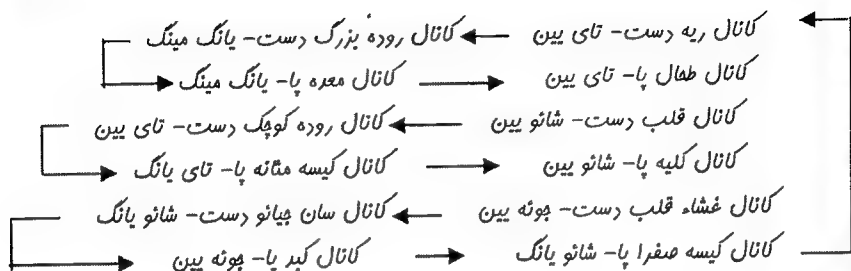 کانال ریه دست- تای یین کانال روده بزرگ دست- یانگ مینگ
کانال طحال پا- تای یین کانال معده پا- یانگ مینگ
کانال قلب دست- شائو یین کانال روده کوچک دست- تای یین
کانال کلیه پا- شائو یین کانال کیسه مثانه پا- تای یانگ
کانال غشاء قلب دست- جوئه یین کانال سان جیائو دست- شائو یانگ
کانال کیسه صفرا پا- شائو یانگ کانال کبد پا- جوئه یین